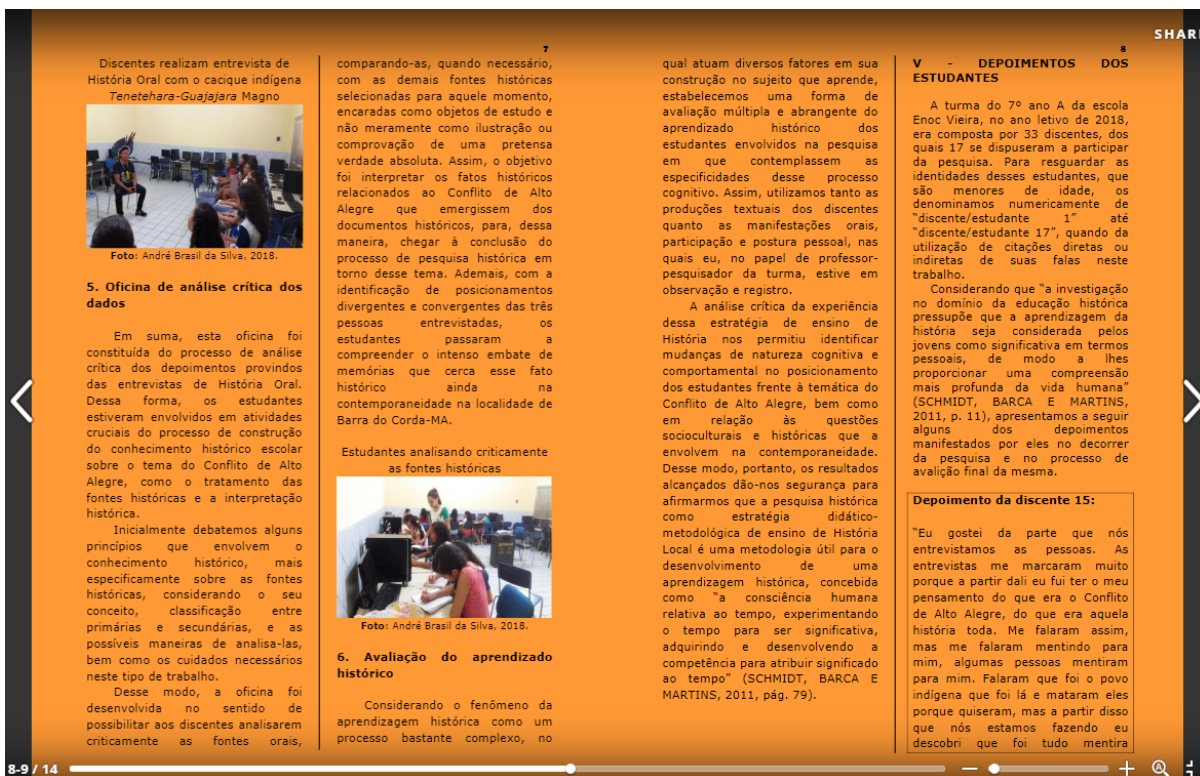 SHARE
7
Discentes realizam entrevista de
História Oral com o cacique indígena
Tenetehara-Guajajara Magno
Foto: André Brasil da Silva, 2018.
5. Oficina de análise crítica dos
dados
Em suma, esta oficina foi
constituída do processo de análise
crítica dos depoimentos provindos
das entrevistas de História Oral.
Dessa forma, os estudantes
estiveram envolvidos em atividades
cruciais do processo de construção
do conhecimento histórico escolar
sobre o tema do Conflito de Alto
Alegre, como o tratamento das
fontes históricas e a interpretação
histórica.
Inicialmente debatemos alguns
princípios que envolvem o
conhecimento histórico, mais
especificamente sobre as fontes
históricas, considerando o seu
conceito, classificação entre
primárias e secundárias, e as
possíveis maneiras de analisa-las,
bem como os cuidados necessários
neste tipo de trabalho.
Desse modo, a oficina foi
desenvolvida no sentido de
possibilitar aos discentes analisarem
criticamente as fontes orais,
comparando-as, quando necessário,
com as demais fontes históricas
selecionadas para aquele momento,
encaradas como objetos de estudo e
não meramente como ilustração ou
comprovação de uma pretensa
verdade absoluta. Assim, o objetivo
foi interpretar os fatos históricos
relacionados ao Conflito de Alto
Alegre que emergissem dos
documentos históricos, para, dessa
maneira, chegar à conclusão do
processo de pesquisa histórica em
torno desse tema. Ademais, com a
identificação de posicionamentos
divergentes e convergentes das três
pessoas entrevistadas, os
estudantes passaram a
compreender o intenso embate de
memórias que cerca esse fato
histórico ainda na
contemporaneidade na localidade de
Barra do Corda-MA.
Estudantes analisando criticamente
as fontes históricas
Foto: André Brasil da Silva, 2018.
6. Avaliação do aprendizado
histórico
Considerando o fenômeno da
aprendizagem histórica como um
processo bastante complexo, no
8
qual atuam diversos fatores em sua
construção no sujeito que aprende,
estabelecemos uma forma de
avaliação múltipla e abrangente do
aprendizado histórico dos
estudantes envolvidos na pesquisa
em que contemplassem as
especificidades desse processo
cognitivo. Assim, utilizamos tanto as
produções textuais dos discentes
quanto as manifestações orais,
participação e postura pessoal, nas
quais eu, no papel de professor-
pesquisador da turma, estive em
observação e registro.
A análise crítica da experiência
dessa estratégia de ensino de
História nos permitiu identificar
mudanças de natureza cognitiva e
comportamental no posicionamento
dos estudantes frente à temática do
Conflito de Alto Alegre, bem como
em relação às questões
socioculturais e históricas que a
envolvem na contemporaneidade.
Desse modo, portanto, os resultados
alcançados dão-nos segurança para
afirmarmos que a pesquisa histórica
como estratégia didático-
metodológica de ensino de História
Local é uma metodologia útil para o
desenvolvimento de uma
aprendizagem histórica, concebida
como "a consciência humana
relativa ao tempo, experimentando
o tempo para ser significativa,
adquirindo e desenvolvendo a
competência para atribuir significado
ao tempo" (SCHMIDT, BARCA E
MARTINS, 2011, pág. 79).
V - DEPOIMENTOS DOS
ESTUDANTES
A turma do 7º ano A da escola
Enoc Vieira, no ano letivo de 2018,
era composta por 33 discentes, dos
quais 17 se dispuseram a participar
da pesquisa. Para resguardar as
identidades desses estudantes, que
são menores de idade, os
denominamos numericamente de
"discente/estudante 1" até
"discente/estudante 17", quando da
utilização de citações diretas ou
indiretas de suas falas neste
trabalho.
Considerando que "a investigação
no domínio da educação histórica
pressupõe que a aprendizagem da
história seja considerada pelos
jovens como significativa em termos
pessoais, de modo a lhes
proporcionar uma compreensão
mais profunda da vida humana"
(SCHMIDT, BARCA E MARTINS,
2011, p. 11), apresentamos a seguir
alguns dos depoimentos
manifestados por eles no decorrer
da pesquisa e no processo de
avalição final da mesma.
Depoimento da discente 15:
"Eu gostei da parte que nós
entrevistamos as pessoas. As
entrevistas me marcaram muito
porque a partir dali eu fui ter o meu
pensamento do que era o Conflito
de Alto Alegre, do que era aquela
história toda. Me falaram assim,
mas me falaram mentindo para
mim, algumas pessoas mentiram
para mim. Falaram que foi o povo
indígena que foi lá e mataram eles
porque quiseram, mas a partir disso
que nós estamos fazendo eu
descobri que foi tudo mentira
8-9 / 14